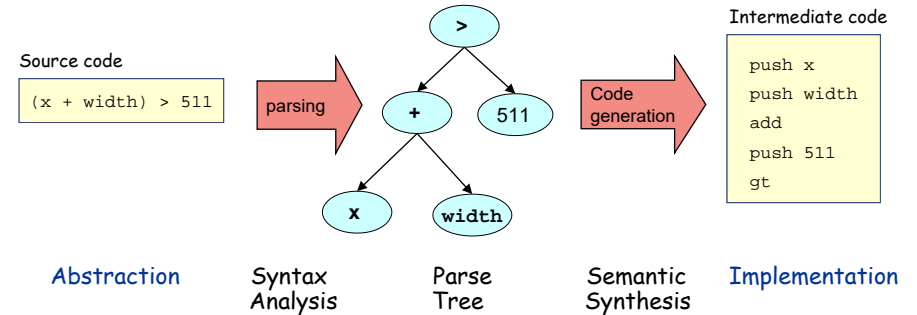 Source code
(x + width) > 511
parsing
>
+
511
x
width
Code
generation
Intermediate code
push x
push width
add
push 511
gt
Abstraction
Syntax
Analysis
Parse
Tree
Semantic
Synthesis
Implementation